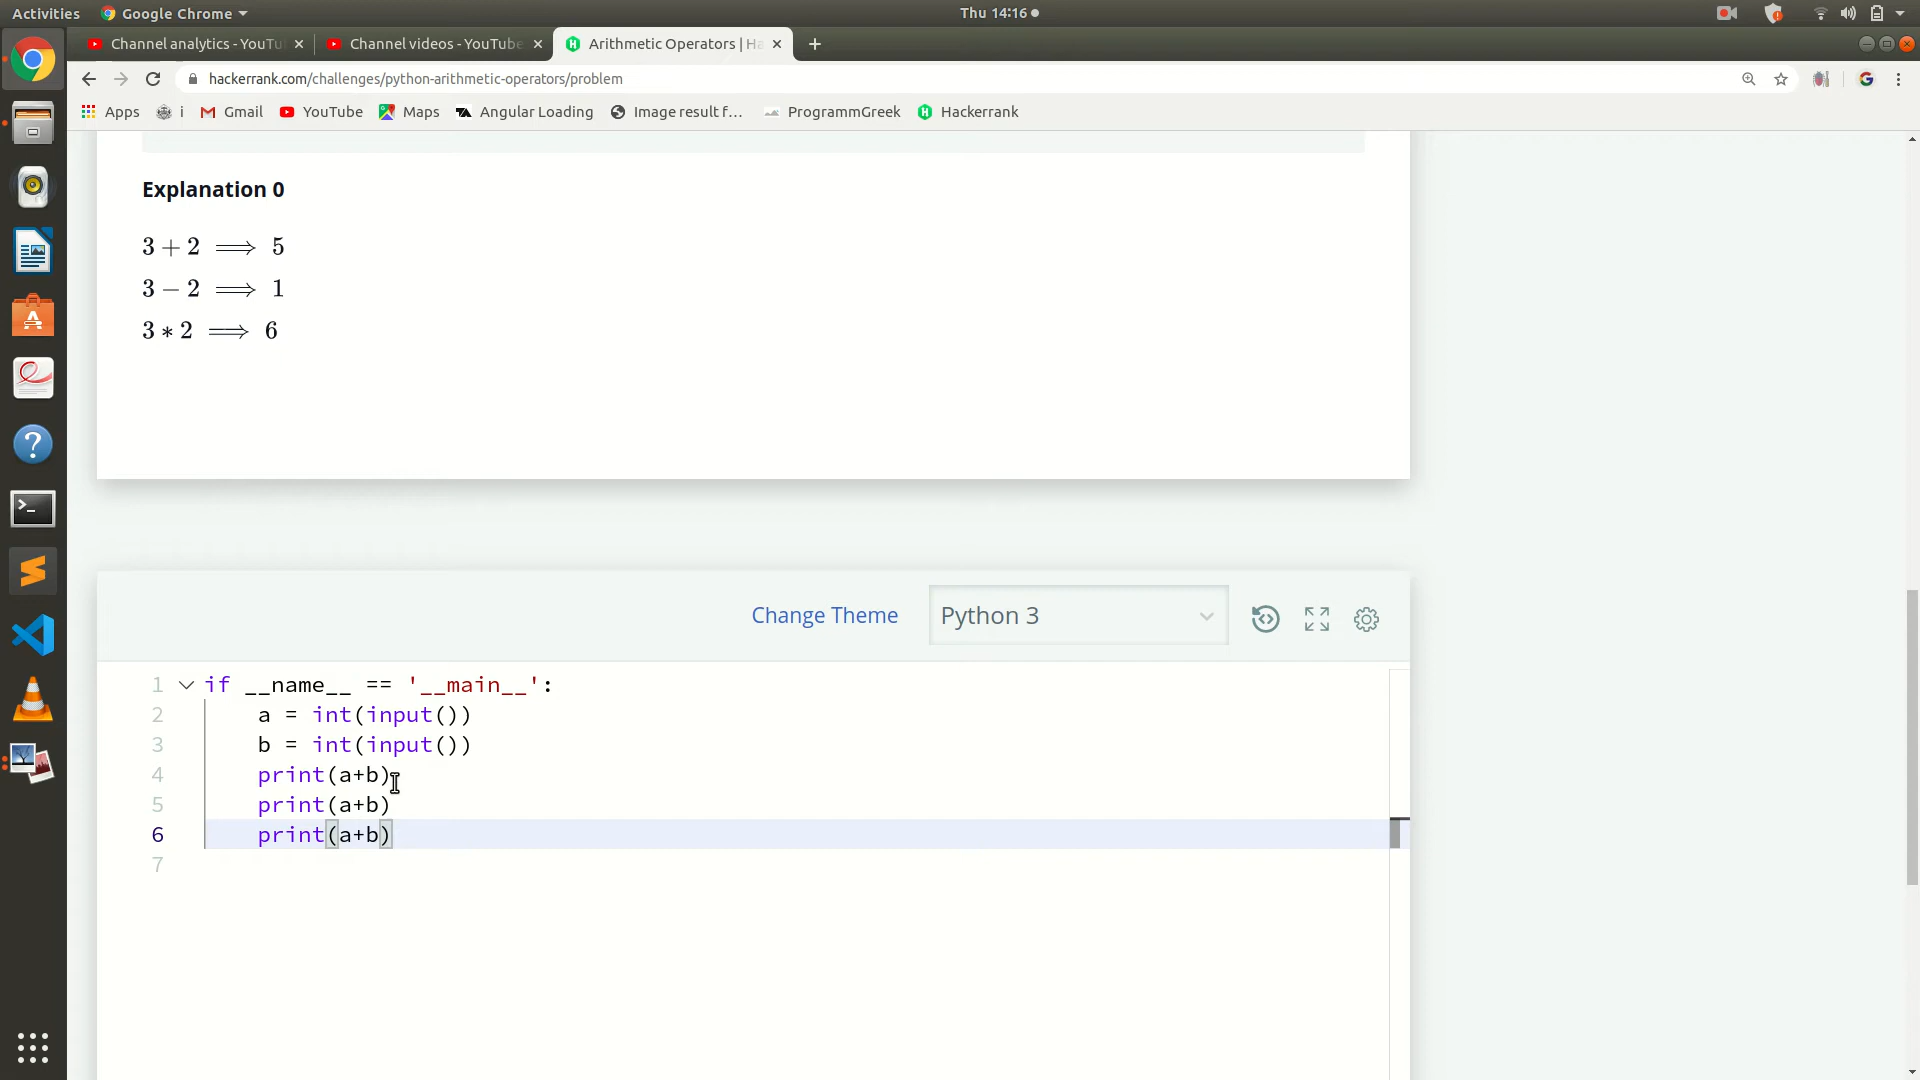 Activities Google Chrome Thu 14:16
Channel analytics - YouTu Channel videos - YouTube Arithmetic Operators | Ha
hackerrank.com/challenges/python-arithmetic-operators/problem
Apps i Gmail YouTube Maps Angular Loading Image result f... ProgrammGreek Hackerrank
Explanation 0
3 + 2 ⟹ 5
3 − 2 ⟹ 1
3 * 2 ⟹ 6
Change Theme Python 3
1 if __name__ == '__main__':
2 a = int(input())
3 b = int(input())
4 print(a+b)
5 print(a+b)
6 print(a+b)
7